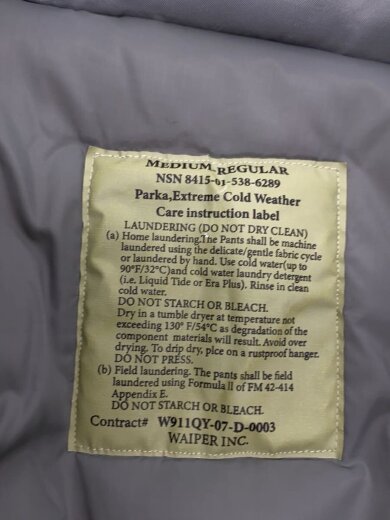 MEDIUM-REGULAR
NSN 8415-01-538-6289
Parka,Extreme Cold Weather
Care instruction label
LAUNDERING (DO NOT DRY CLEAN)
(a) Home laundering.The Pants shall be machine
laundered using the delicate/gentle fabric cycle
or laundered by hand. Use cold water(up to
90°F/32°C)and cold water laundry detergent
(i.e. Liquid Tide or Era Plus). Rinse in clean
cold water.
DO NOT STARCH OR BLEACH.
Dry in a tumble dryer at temperature not
exceeding 130° F/54°C as degradation of the
component materials will result. Avoid over
drying. To drip dry, plce on a rustproof hanger.
DO NOT PRESS.
(b) Field laundering. The pants shall be field
laundered using Formula II of FM 42-414
Appendix E.
DO NOT STARCH OR BLEACH.
Contract# W911QY-07-D-0003
WAIPER INC.